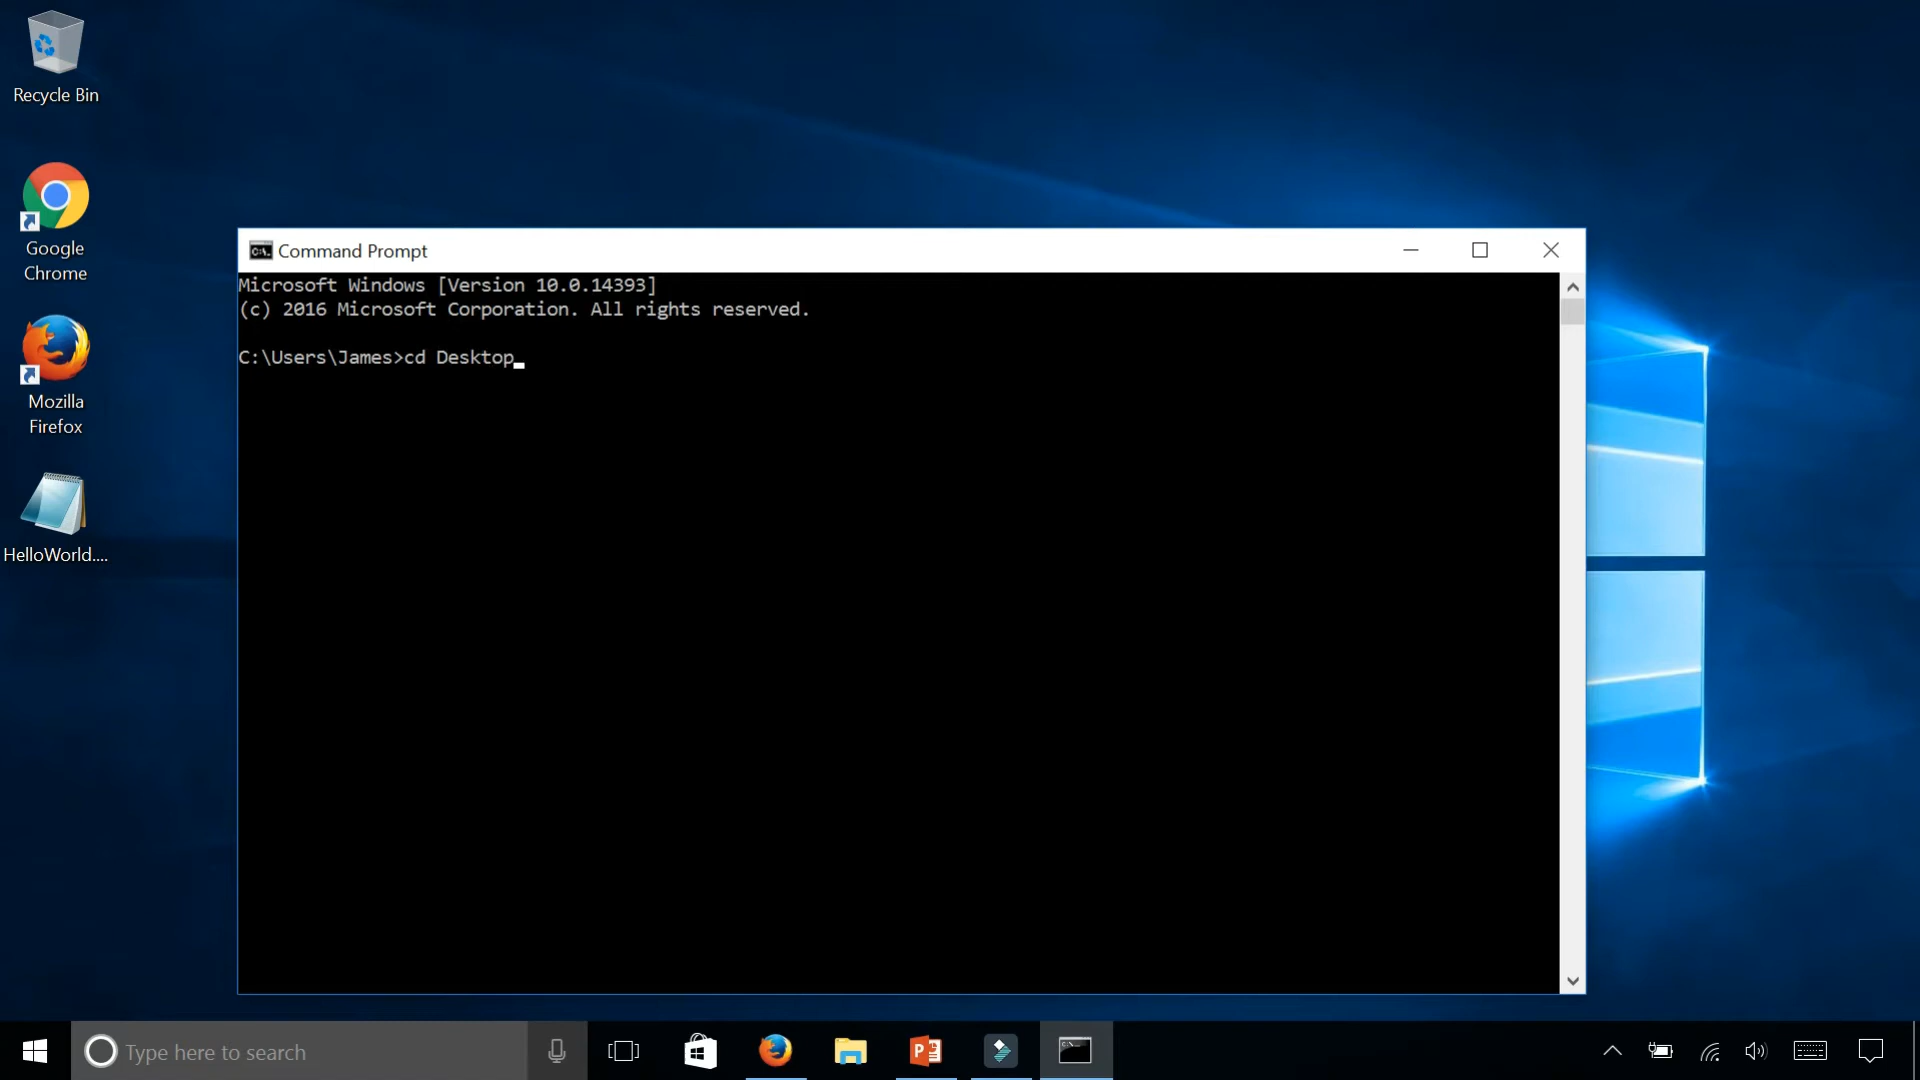 Recycle Bin
Google
Chrome
Mozilla
Firefox
HelloWorld....
Command Prompt
Microsoft Windows [Version 10.0.14393]
(c) 2016 Microsoft Corporation. All rights reserved.
C:\Users\James>cd Desktop
Type here to search